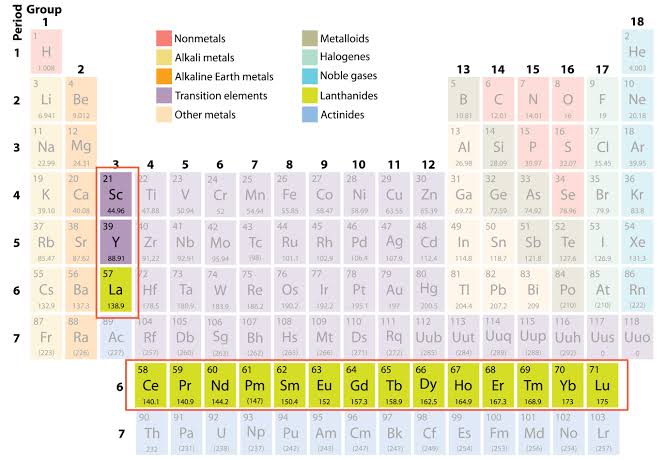 Period
Group
1
18
1 2
1 H He
1.008 4.003
Nonmetals Metalloids
Alkali metals Halogenes
Alkaline Earth metals Noble gases
Transition elements Lanthanides
Other metals Actinides
2 13 14 15 16 17
3 4 5 6 7 8 9 10
2 Li Be B C N O F Ne
6.941 9.012 10.81 12.01 14.01 16 19 20.18
11 12 13 14 15 16 17 18
3 Na Mg Al Si P S Cl Ar
22.99 24.31 26.98 28.09 30.97 32.07 35.45 39.95
3 4 5 6 7 8 9 10 11 12
19 20 21 22 23 24 25 26 27 28 29 30 31 32 33 34 35 36
4 K Ca Sc Ti V Cr Mn Fe Co Ni Cu Zn Ga Ge As Se Br Kr
39.10 40.08 44.96 47.88 50.94 52 54.94 55.85 58.47 58.69 63.55 65.39 69.72 72.59 74.92 78.96 79.9 83.8
37 38 39 40 41 42 43 44 45 46 47 48 49 50 51 52 53 54
5 Rb Sr Y Zr Nb Mo Tc Ru Rh Pd Ag Cd In Sn Sb Te I Xe
85.47 87.62 88.91 91.22 92.91 95.94 (98) 101.1 102.9 106.4 107.9 112.4 114.8 118.7 121.8 127.6 126.9 131.3
55 56 57 72 73 74 75 76 77 78 79 80 81 82 83 84 85 86
6 Cs Ba La Hf Ta W Re Os Ir Pt Au Hg Tl Pb Bi Po At Rn
132.9 137.3 138.9 178.5 180.9 183.9 186.2 190.2 192.2 195.1 197 200.5 204.4 207.2 209 (210) (210) (222)
87 88 89 104 105 106 107 108 109 110 111 112 113 114 115 116 117 118
7 Fr Ra Ac Rf Db Sg Bh Hs Mt Ds Rg Uub Uut Uuq Uup Uuh Uus Uuo
(223) (226) (227) (257) (260) (263) (262) (265) (266) (271) (272) (285) (284) (289) (288) (292)
58 59 60 61 62 63 64 65 66 67 68 69 70 71
6 Ce Pr Nd Pm Sm Eu Gd Tb Dy Ho Er Tm Yb Lu
140.1 140.9 144.2 (147) 150.4 152 157.3 158.9 162.5 164.9 167.3 168.9 173 175
90 91 92 93 94 95 96 97 98 99 100 101 102 103
7 Th Pa U Np Pu Am Cm Bk Cf Es Fm Md No Lr
232 (231) (238) (237) (242) (243) (247) (247) (249) (254) (253) (256) (254) (257)